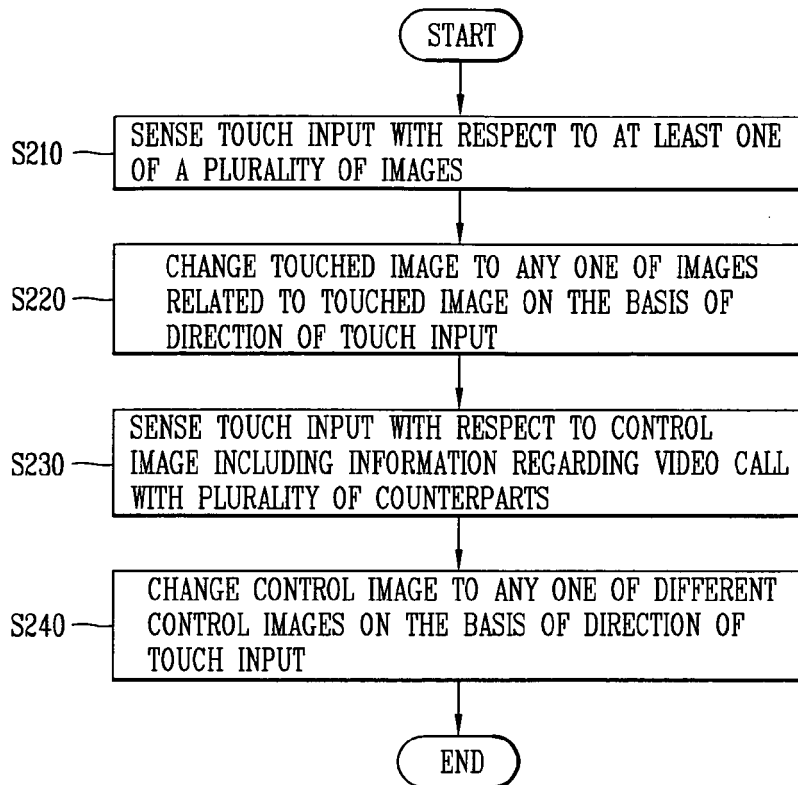 START
S210
SENSE TOUCH INPUT WITH RESPECT TO AT LEAST ONE
OF A PLURALITY OF IMAGES
S220
CHANGE TOUCHED IMAGE TO ANY ONE OF IMAGES
RELATED TO TOUCHED IMAGE ON THE BASIS OF
DIRECTION OF TOUCH INPUT
S230
SENSE TOUCH INPUT WITH RESPECT TO CONTROL
IMAGE INCLUDING INFORMATION REGARDING VIDEO CALL
WITH PLURALITY OF COUNTERPARTS
S240
CHANGE CONTROL IMAGE TO ANY ONE OF DIFFERENT
CONTROL IMAGES ON THE BASIS OF DIRECTION OF
TOUCH INPUT
END